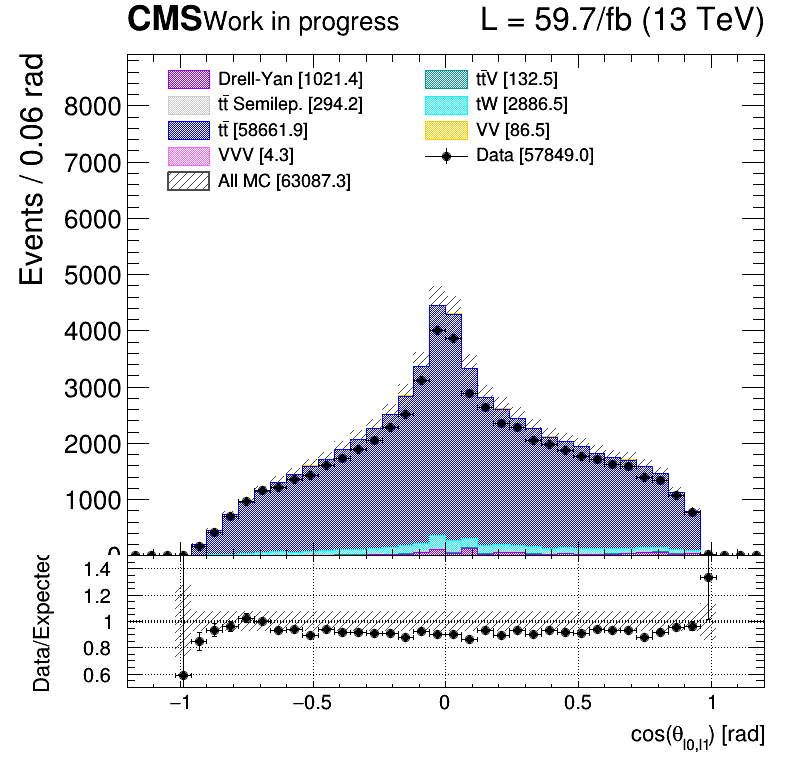 CMS Work in progress L = 59.7/fb (13 TeV)
Events / 0.06 rad
Drell-Yan [1021.4]
tt̄ Semilep. [294.2]
tt̄ [58661.9]
VVV [4.3]
All MC [63087.3]
tt̄V [132.5]
tW [2886.5]
VV [86.5]
Data [57849.0]
8000
7000
6000
5000
4000
3000
2000
1000
0
Data/Expected
1.4
1.2
1
0.8
0.6
−1 −0.5 0 0.5 1
cos(θl0,l1) [rad]